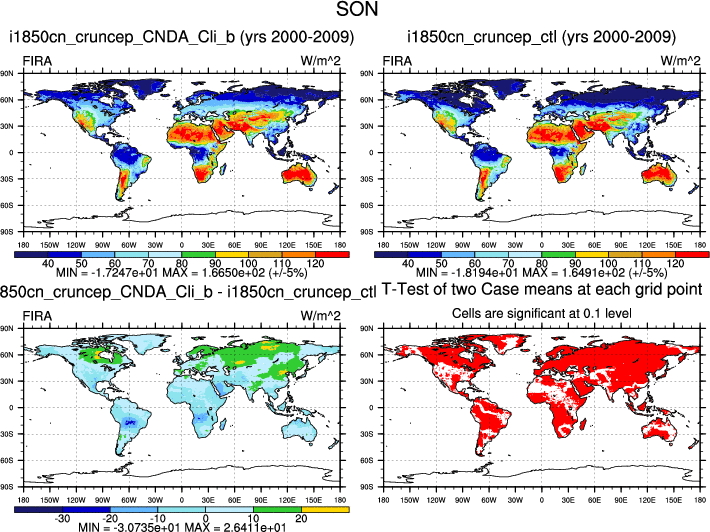 SON
i1850cn_cruncep_CNDA_Cli_b (yrs 2000-2009)
i1850cn_cruncep_ctl (yrs 2000-2009)
FIRA W/m^2
FIRA W/m^2
90N
60N
30N
0
30S
60S
90S
180 150W 120W 90W 60W 30W 0 30E 60E 90E 120E 150E 180
90N
60N
30N
0
30S
60S
90S
180 150W 120W 90W 60W 30W 0 30E 60E 90E 120E 150E 180
40 50 60 70 80 90 100 110 120
40 50 60 70 80 90 100 110 120
MIN = -1.7247e+01 MAX = 1.6650e+02 (+/-5%)
MIN = -1.8194e+01 MAX = 1.6491e+02 (+/-5%)
850cn_cruncep_CNDA_Cli_b - i1850cn_cruncep_ctl
T-Test of two Case means at each grid point
FIRA W/m^2
Cells are significant at 0.1 level
90N
60N
30N
0
30S
60S
90S
180 150W 120W 90W 60W 30W 0 30E 60E 90E 120E 150E 180
90N
60N
30N
0
30S
60S
90S
180 150W 120W 90W 60W 30W 0 30E 60E 90E 120E 150E 180
-30 -20 -10 0 10 20
MIN = -3.0735e+01 MAX = 2.6411e+01